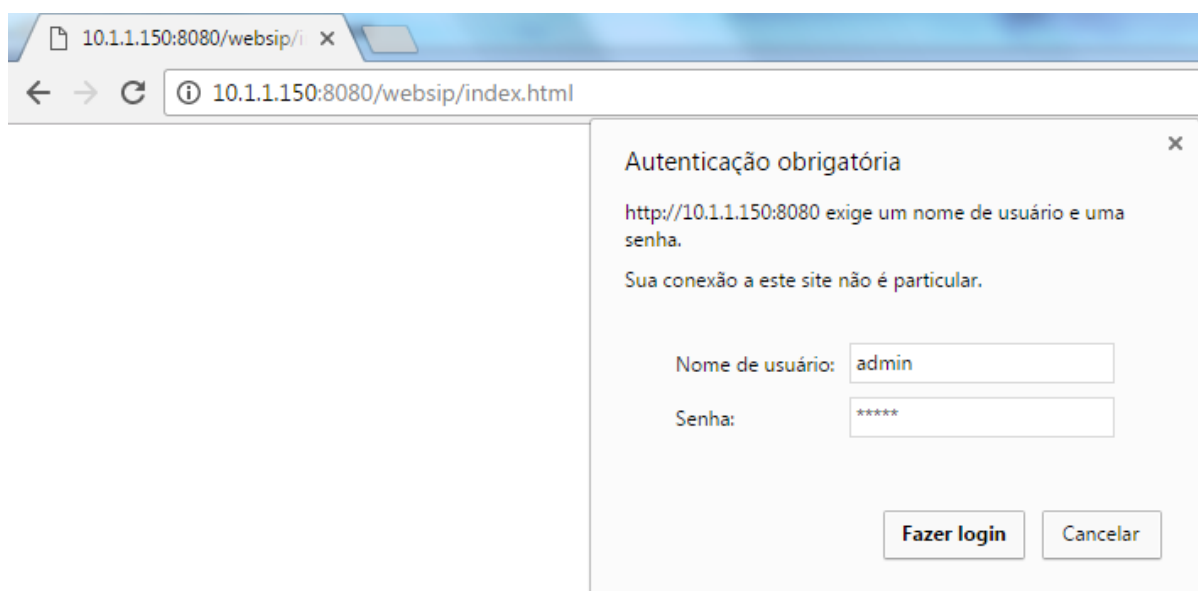 10.1.1.150:8080/websip/i
10.1.1.150:8080/websip/index.html
Autenticação obrigatória
http://10.1.1.150:8080 exige um nome de usuário e uma
senha.
Sua conexão a este site não é particular.
Nome de usuário: admin
Senha: *****
Fazer login Cancelar